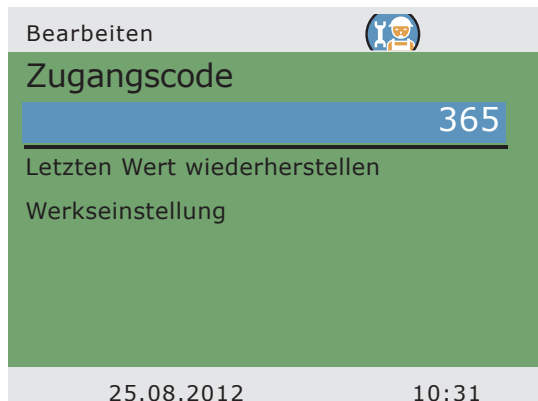 Bearbeiten
Zugangscode
365
Letzten Wert wiederherstellen
Werkseinstellung
25.08.2012 10:31